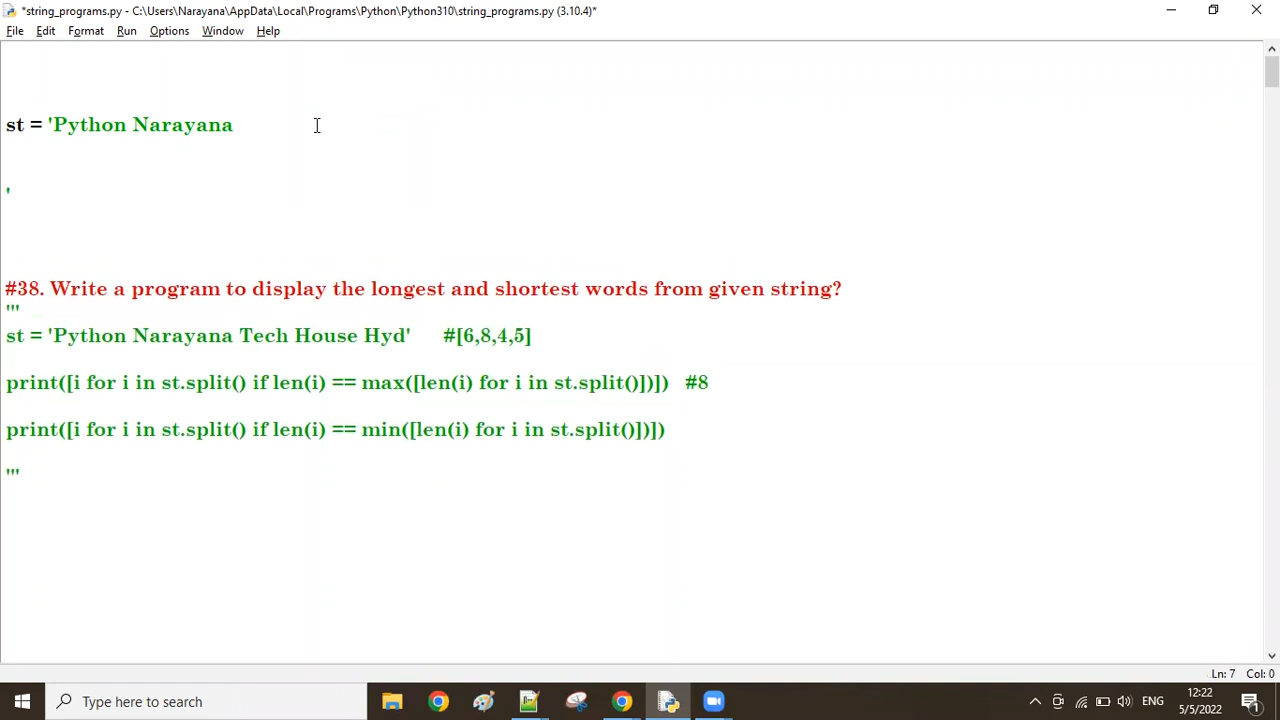 *string_programs.py - C:\Users\Narayana\AppData\Local\Programs\Python\Python310\string_programs.py (3.10.4)*
File Edit Format Run Options Window Help
st = 'Python Narayana
'
#38. Write a program to display the longest and shortest words from given string?
'''
st = 'Python Narayana Tech House Hyd' #[6,8,4,5]
print([i for i in st.split() if len(i) == max([len(i) for i in st.split()])]) #8
print([i for i in st.split() if len(i) == min([len(i) for i in st.split()])])
'''
Ln: 7 Col: 0
Type here to search
ENG
12:22
5/5/2022
1